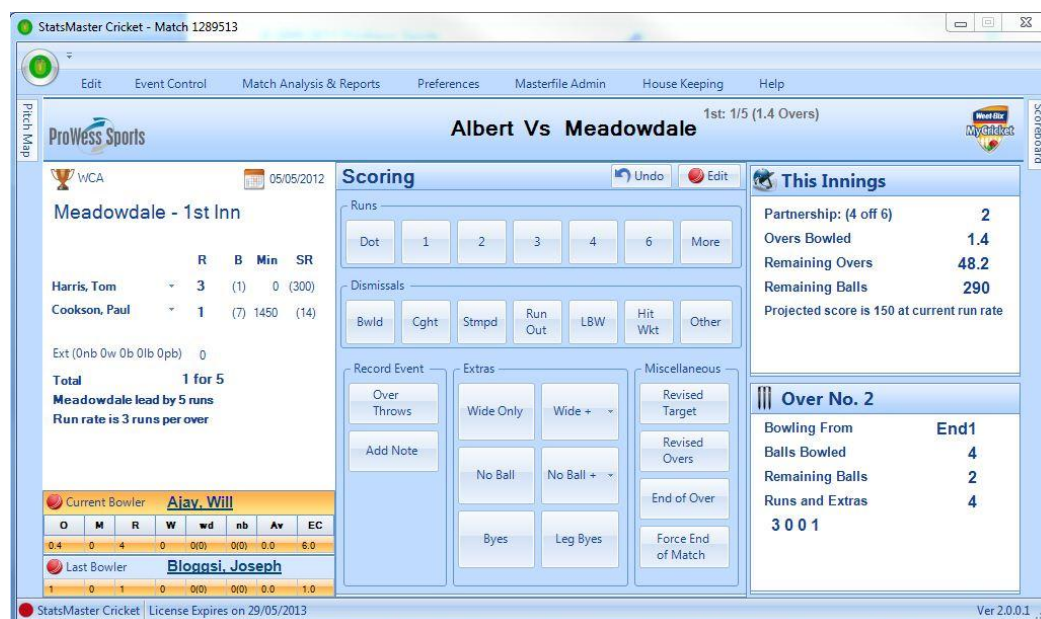 StatsMaster Cricket - Match 1289513
Edit Event Control Match Analysis & Reports Preferences Masterfile Admin House Keeping Help
Pitch Map
ProWess Sports
Albert Vs Meadowdale
1st: 1/5 (1.4 Overs)
Weet-Bix
MyCricket
Scoreboard
WCA 05/05/2012
Meadowdale - 1st Inn
R B Min SR
Harris, Tom 3 (1) 0 (300)
Cookson, Paul 1 (7) 1450 (14)
Ext (0nb 0w 0b 0lb 0pb) 0
Total 1 for 5
Meadowdale lead by 5 runs
Run rate is 3 runs per over
Current Bowler Ajay, Will
O M R W wd nb Av EC
0.4 0 4 0 0(0) 0(0) 0.0 6.0
Last Bowler Bloggsi, Joseph
1 0 1 0 0(0) 0(0) 0.0 1.0
Scoring Undo Edit
Runs
Dot 1 2 3 4 6 More
Dismissals
Bwld Cght Stmpd Run Out LBW Hit Wkt Other
Record Event
Over Throws
Add Note
Extras
Wide Only Wide +
No Ball No Ball +
Byes Leg Byes
Miscellaneous
Revised Target
Revised Overs
End of Over
Force End of Match
This Innings
Partnership: (4 off 6) 2
Overs Bowled 1.4
Remaining Overs 48.2
Remaining Balls 290
Projected score is 150 at current run rate
Over No. 2
Bowling From End1
Balls Bowled 4
Remaining Balls 2
Runs and Extras 4
3 0 0 1
StatsMaster Cricket License Expires on 29/05/2013 Ver 2.0.0.1